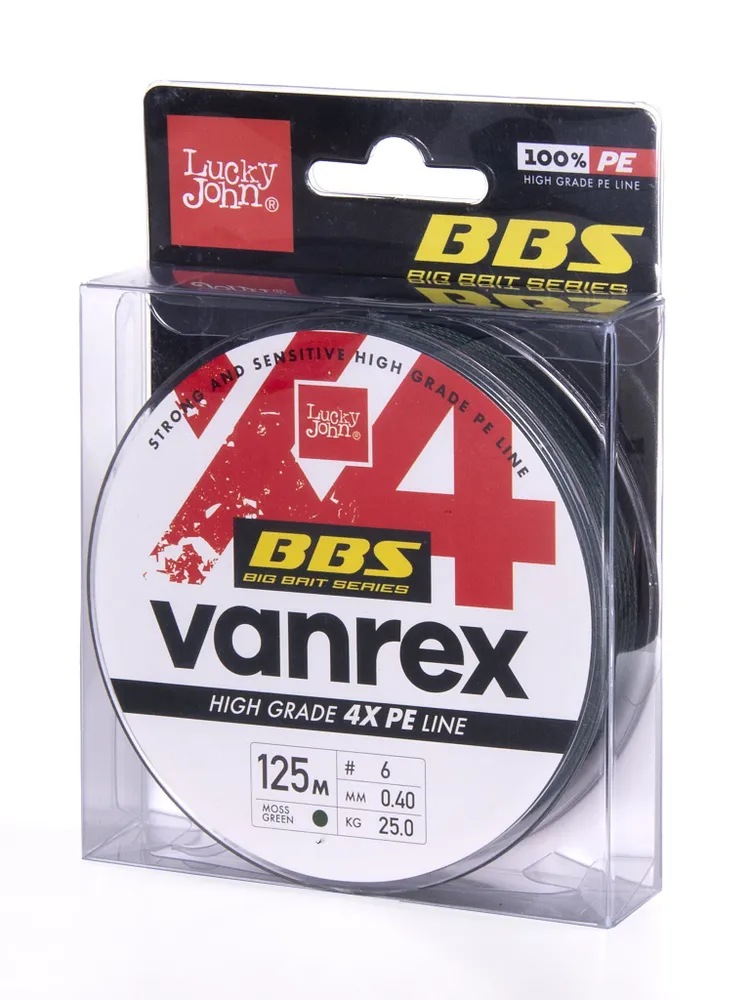 Lucky
John®
100% PE
HIGH GRADE PE LINE
BBS
BIG BAIT SERIES
STRONG AND SENSITIVE HIGH GRADE PE LINE
Lucky
John®
X4
BBS
BIG BAIT SERIES
vanrex
HIGH GRADE 4X PE LINE
125м
MOSS
GREEN
# 6
MM 0.40
KG 25.0